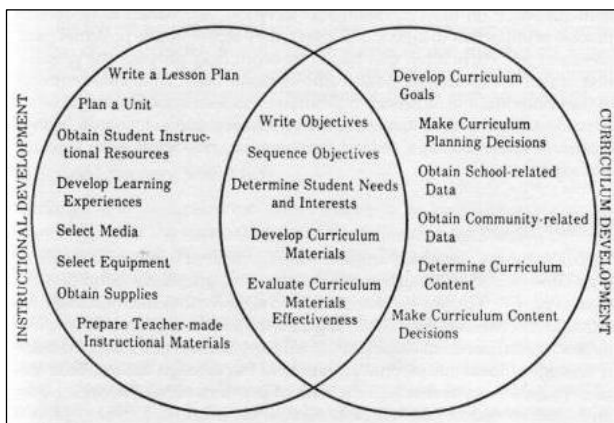 INSTRUCTIONAL DEVELOPMENT
Write a Lesson Plan
Plan a Unit
Obtain Student Instruc-
tional Resources
Develop Learning
Experiences
Select Media
Select Equipment
Obtain Supplies
Prepare Teacher-made
Instructional Materials
Write Objectives
Sequence Objectives
Determine Student Needs
and Interests
Develop Curriculum
Materials
Evaluate Curriculum
Materials
Effectiveness
Develop Curriculum
Goals
Make Curriculum
Planning Decisions
Obtain School-related
Data
Obtain Community-related
Data
Determine Curriculum
Content
Make Curriculum Content
Decisions
CURRICULUM DEVELOPMENT